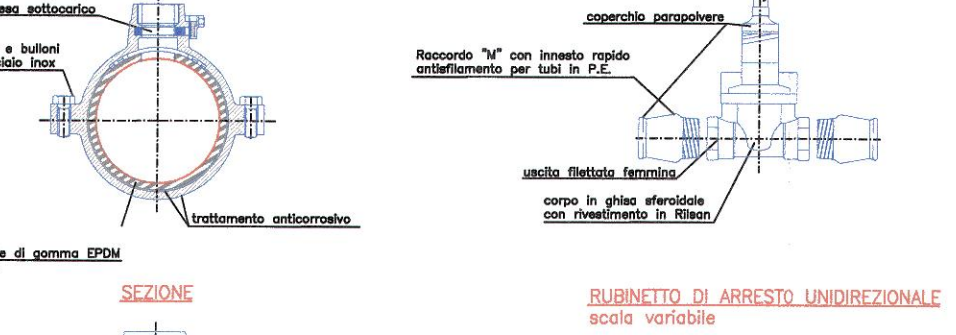 sottocarico
e bulloni
inox
trattamento anticorrosivo
di gomma EPDM
SEZIONE
coperchio parapolvere
Raccordo "M" con innesto rapido
antisfilamento per tubi in P.E.
uscita filettata femmina
corpo in ghisa sferoidale
con rivestimento in Rilsan
RUBINETTO DI ARRESTO UNIDIREZIONALE
scala variabile